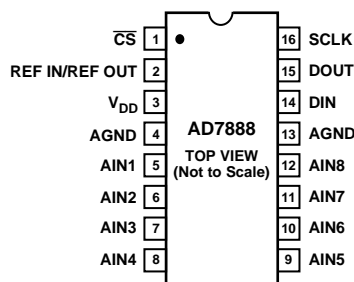 C̅S̅ 1 16 SCLK
REF IN/REF OUT 2 15 DOUT
VDD 3 14 DIN
AGND 4 13 AGND
AD7888
AIN1 5 12 AIN8
TOP VIEW
(Not to Scale)
AIN2 6 11 AIN7
AIN3 7 10 AIN6
AIN4 8 9 AIN5